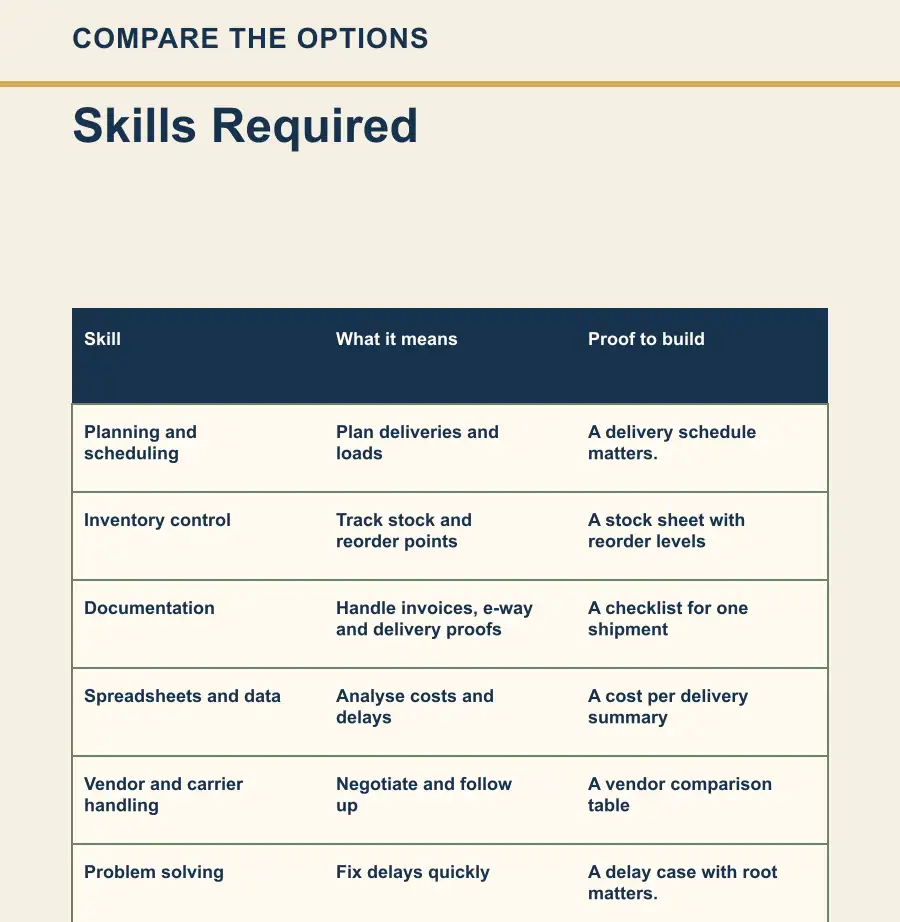 COMPARE THE OPTIONS
Skills Required
Skill What it means Proof to build
Planning and scheduling Plan deliveries and loads A delivery schedule matters.
Inventory control Track stock and reorder points A stock sheet with reorder levels
Documentation Handle invoices, e-way and delivery proofs A checklist for one shipment
Spreadsheets and data Analyse costs and delays A cost per delivery summary
Vendor and carrier handling Negotiate and follow up A vendor comparison table
Problem solving Fix delays quickly A delay case with root matters.